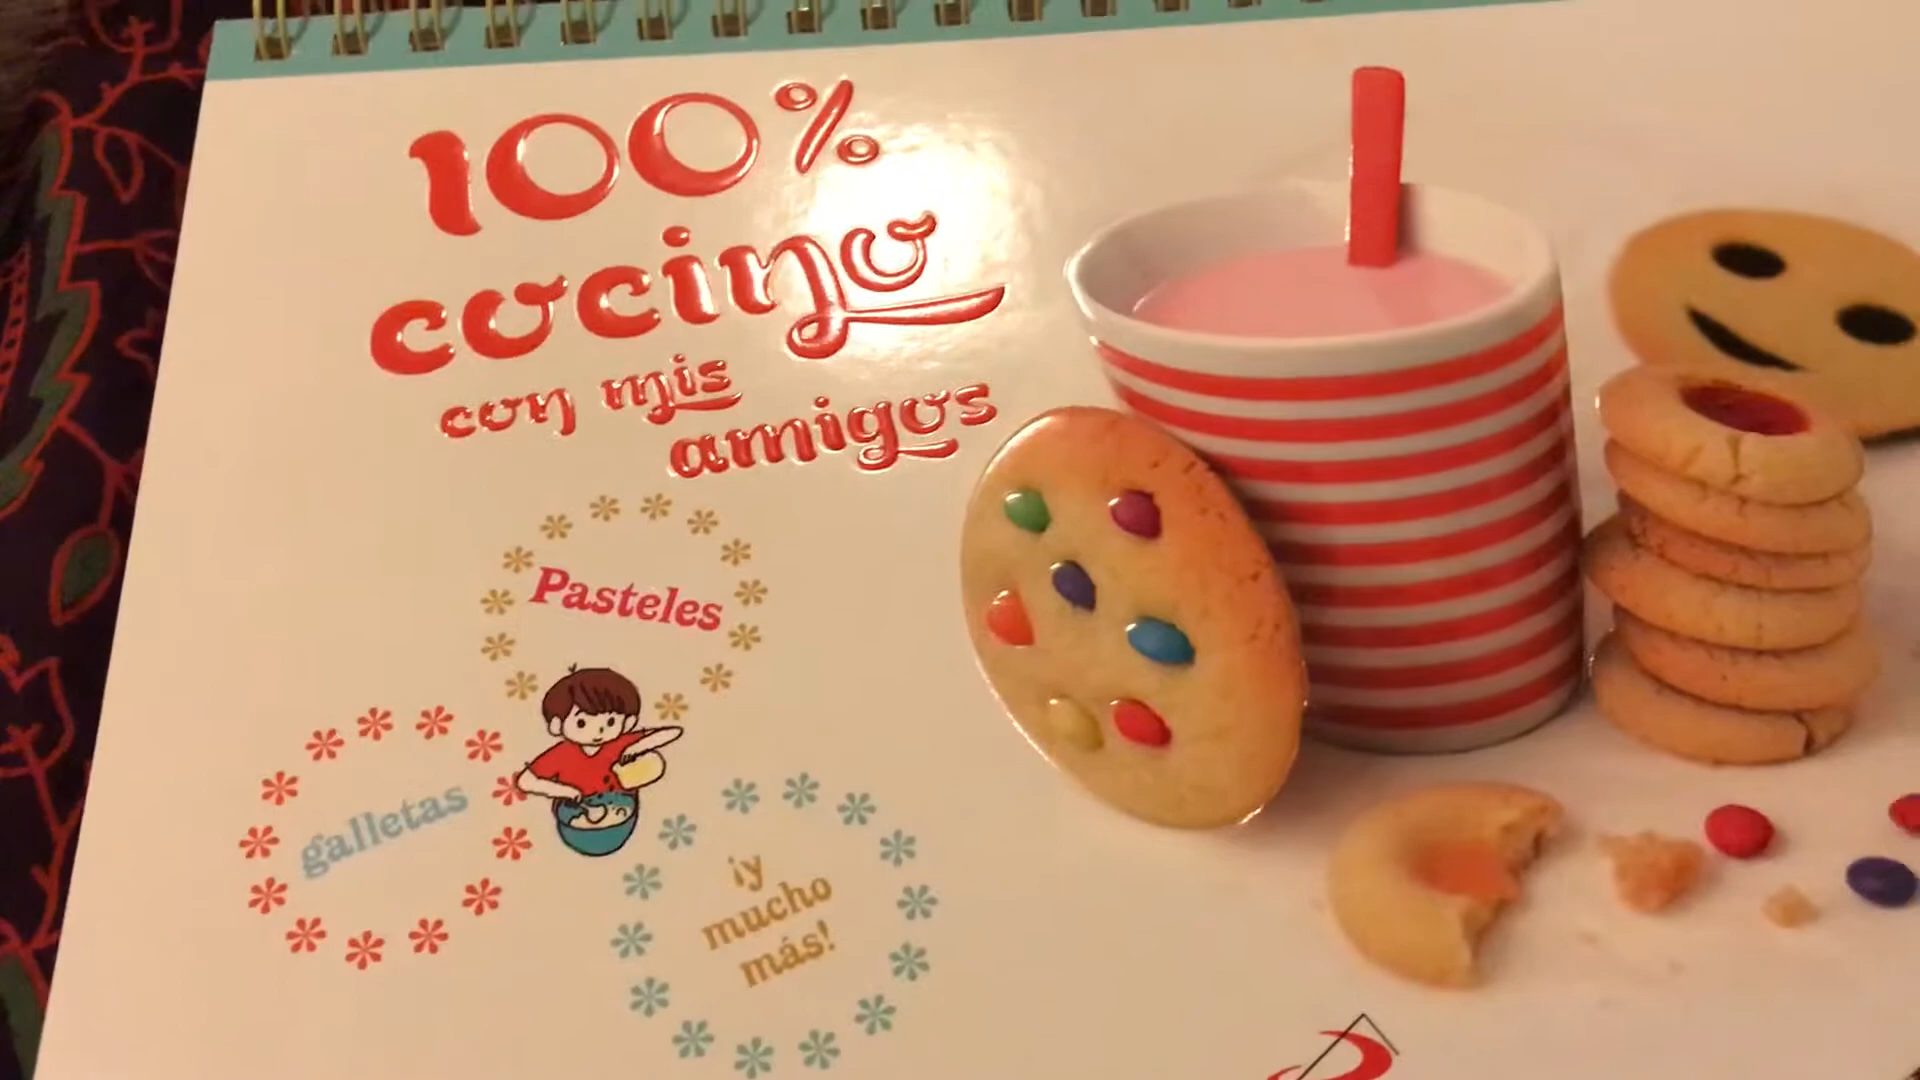 100%
cocino
con mis
amigos
Pasteles
galletas
¡y
mucho
más!